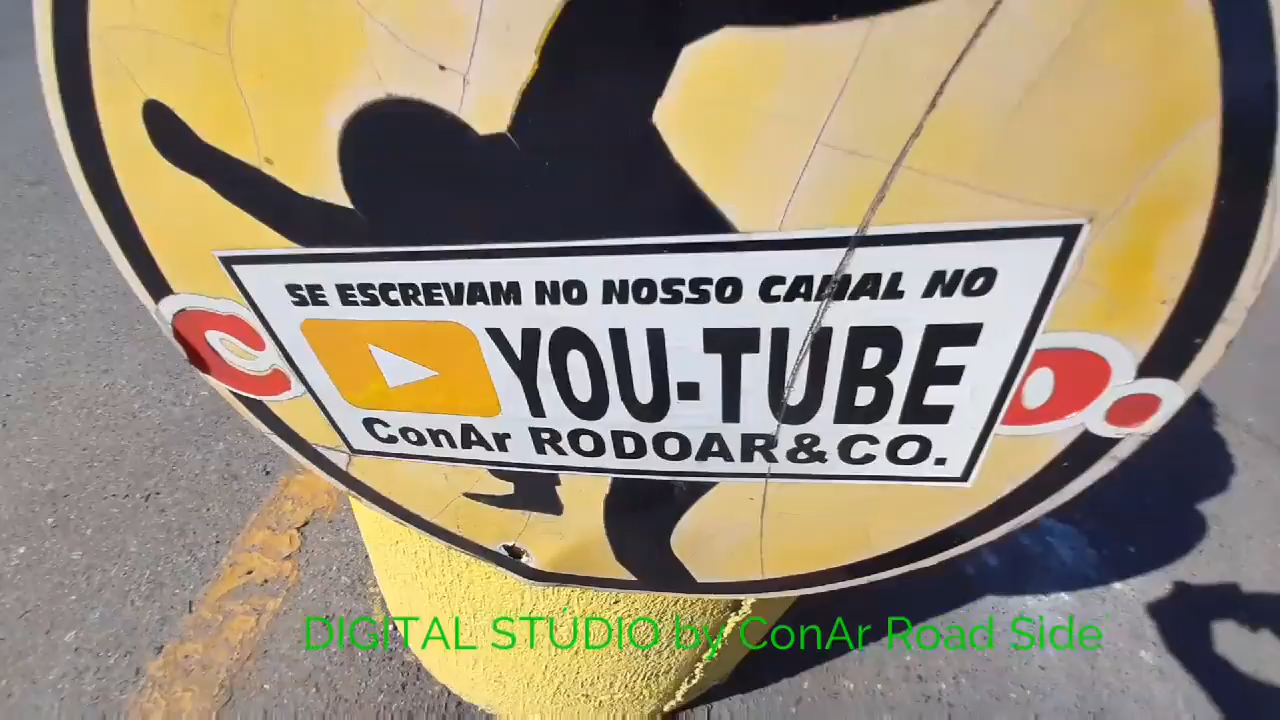 SE ESCREVAM NO NOSSO CANAL NO
YOU-TUBE
ConAr RODOAR&CO.
C O.
DIGITAL STÚDIO by ConAr Road Side